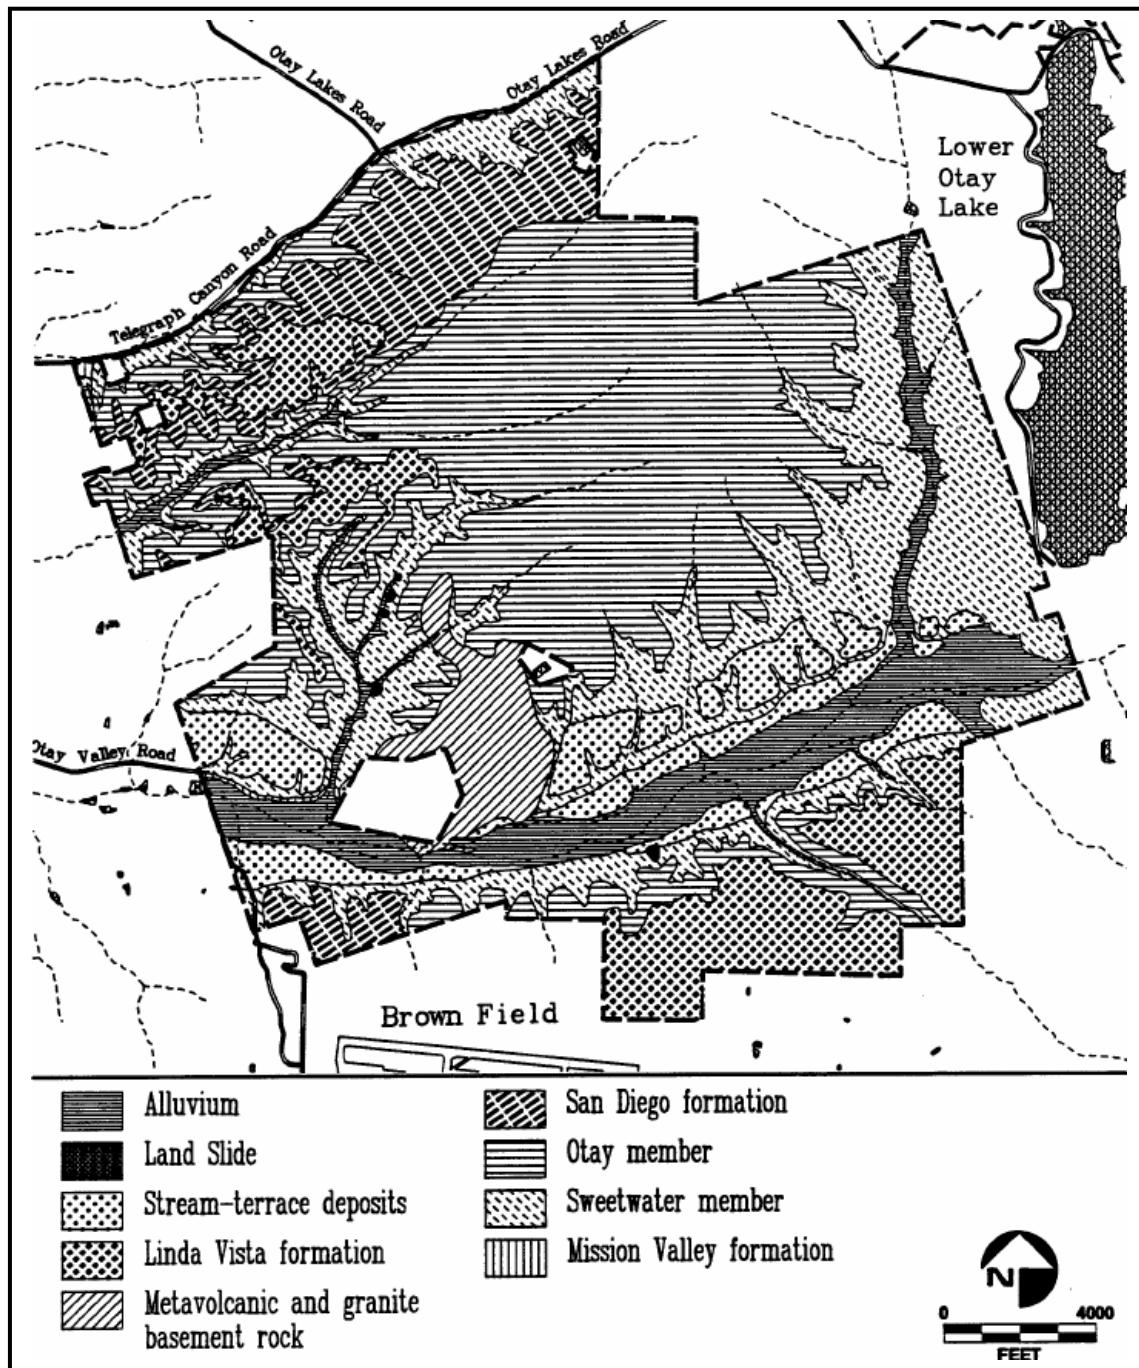 Otay Lakes Road
Otay Lakes Road
Lower
Otay
Lake
Telegraph Canyon Road
Otay Valley Road
Brown Field
Alluvium
Land Slide
Stream-terrace deposits
Linda Vista formation
Metavolcanic and granite
basement rock
San Diego formation
Otay member
Sweetwater member
Mission Valley formation
N
0 4000
FEET